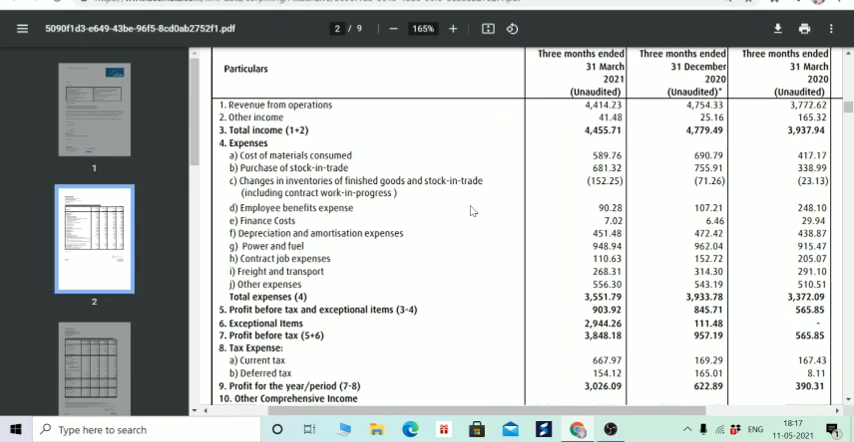 5090f1d3-e649-43be-96f5-8cd0ab2752f1.pdf 2 / 9 − 165% +
Particulars
Three months ended 31 March 2021 (Unaudited)
Three months ended 31 December 2020 (Unaudited)*
Three months ended 31 March 2020 (Unaudited)
1. Revenue from operations 4,414.23 4,754.33 3,772.62
2. Other income 41.48 25.16 165.32
3. Total income (1+2) 4,455.71 4,779.49 3,937.94
4. Expenses
a) Cost of materials consumed 589.76 690.79 417.17
b) Purchase of stock-in-trade 681.32 755.91 338.99
c) Changes in inventories of finished goods and stock-in-trade (152.25) (71.26) (23.13)
(including contract work-in-progress )
d) Employee benefits expense 90.28 107.21 248.10
e) Finance Costs 7.02 6.46 29.94
f) Depreciation and amortisation expenses 451.48 472.42 438.87
g) Power and fuel 948.94 962.04 915.47
h) Contract job expenses 110.63 152.72 205.07
i) Freight and transport 268.31 314.30 291.10
j) Other expenses 556.30 543.19 510.51
Total expenses (4) 3,551.79 3,933.78 3,372.09
5. Profit before tax and exceptional items (3-4) 903.92 845.71 565.85
6. Exceptional Items 2,944.26 111.48 -
7. Profit before tax (5+6) 3,848.18 957.19 565.85
8. Tax Expense:
a) Current tax 667.97 169.29 167.43
b) Deferred tax 154.12 165.01 8.11
9. Profit for the year/period (7-8) 3,026.09 622.89 390.31
10. Other Comprehensive Income
1
2
Type here to search
ENG
18:17
11-05-2021
1